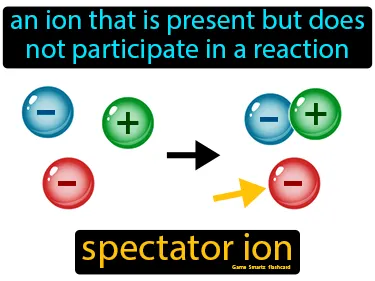 an ion that is present but does
not participate in a reaction
−
+
−
+
−
−
spectator ion
Game Smartz flashcard